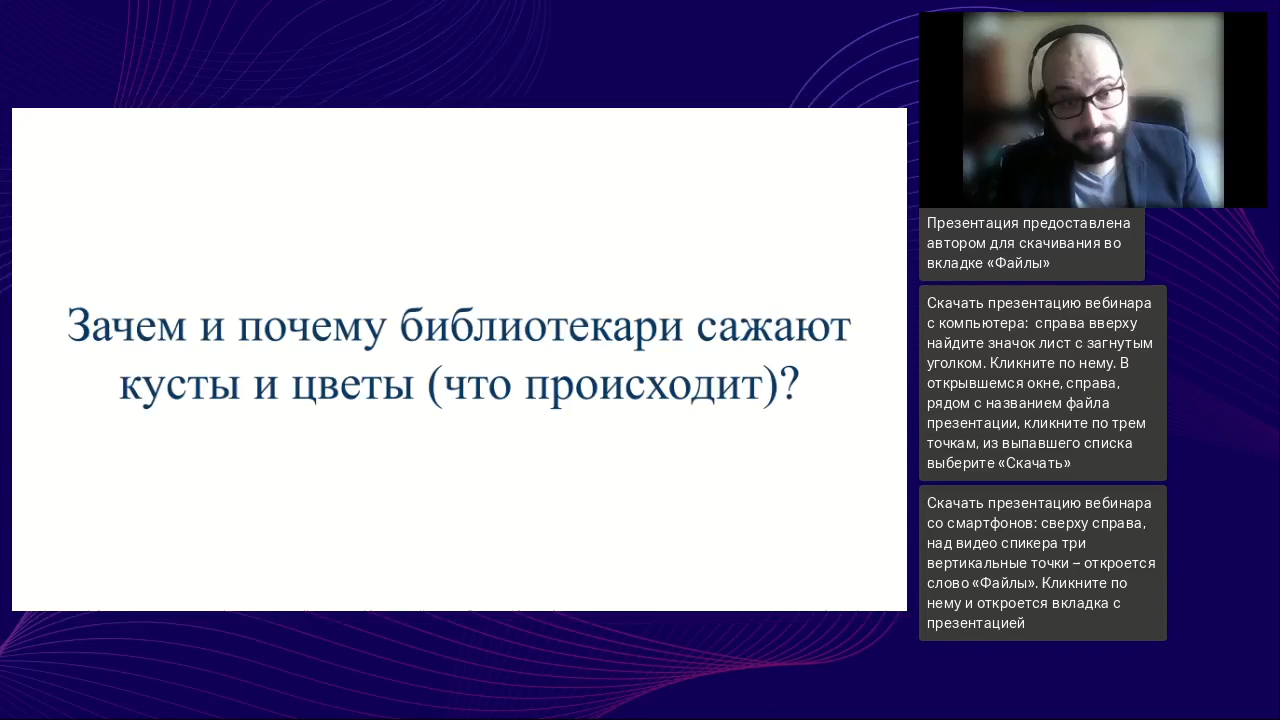 Зачем и почему библиотекари сажают
кусты и цветы (что происходит)?
Презентация предоставлена
автором для скачивания во
вкладке «Файлы»
Скачать презентацию вебинара
с компьютера:  справа вверху
найдите значок лист с загнутым
уголком. Кликните по нему. В
открывшемся окне, справа,
рядом с названием файла
презентации, кликните по трем
точкам, из выпавшего списка
выберите «Скачать»
Скачать презентацию вебинара
со смартфонов: сверху справа,
над видео спикера три
вертикальные точки – откроется
слово «Файлы». Кликните по
нему и откроется вкладка с
презентацией